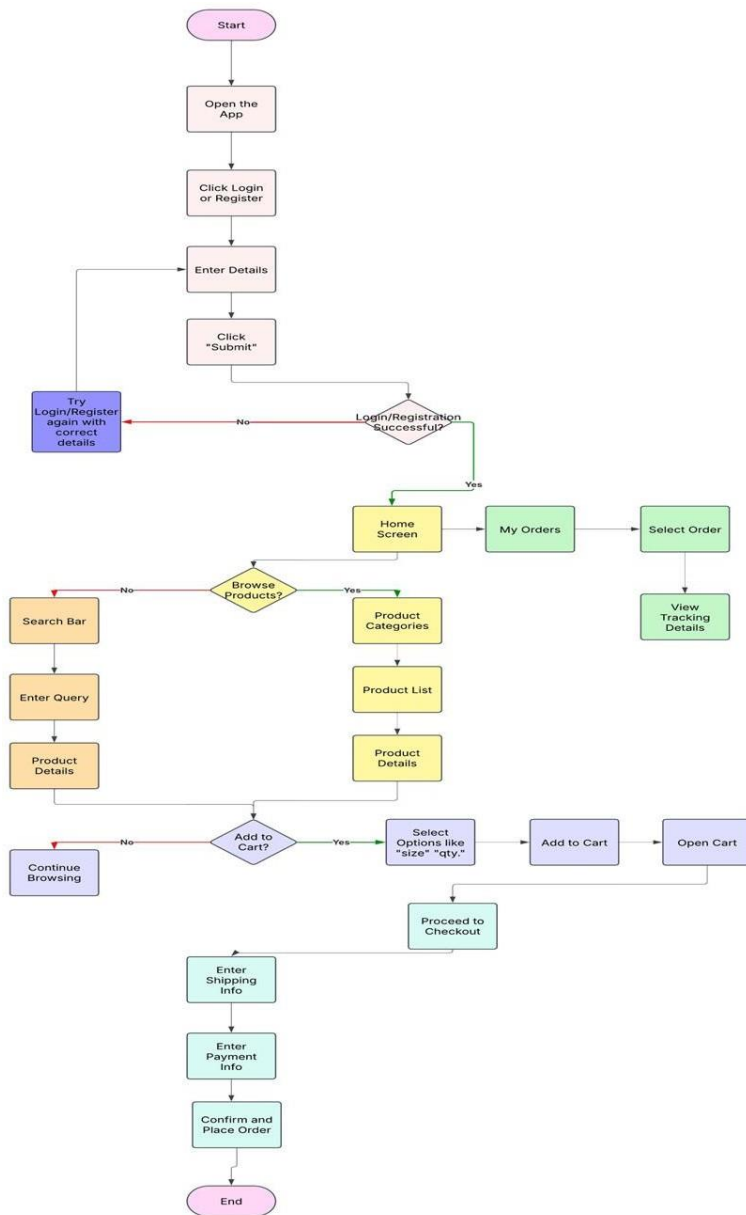 Start
Open the
App
Click Login
or Register
Enter Details
Click
"Submit"
Try
Login/Register
again with
correct
details
No
Login/Registration
Successful?
Yes
Home
Screen
My Orders
Select Order
View
Tracking
Details
Browse
Products?
No
Yes
Search Bar
Product
Categories
Enter Query
Product List
Product
Details
Product
Details
Add to
Cart?
No
Yes
Continue
Browsing
Select
Options like
"size" "qty."
Add to Cart
Open Cart
Proceed to
Checkout
Enter
Shipping
Info
Enter
Payment
Info
Confirm and
Place Order
End